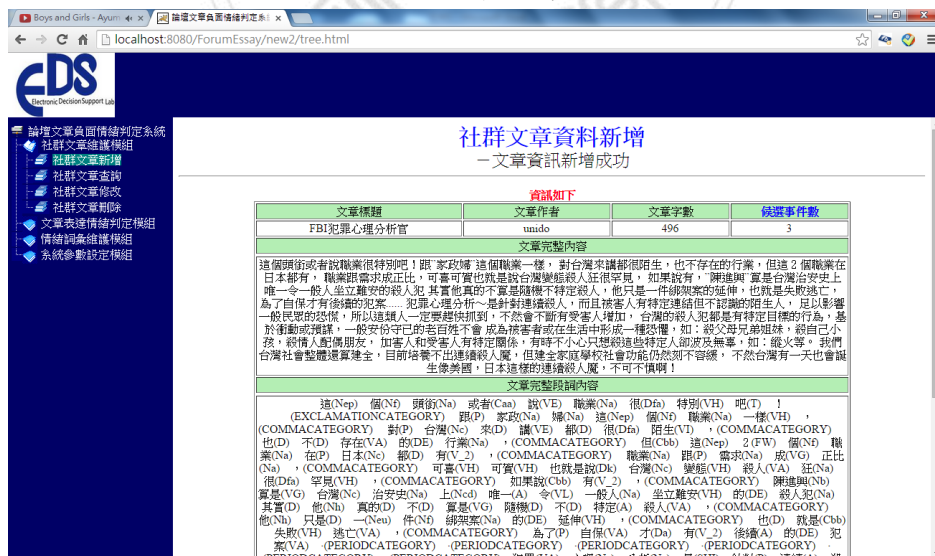 Boys and Girls - Ayum
論壇文章負面情緒判定系
localhost:8080/ForumEssay/new2/tree.html
EDS
Electronic Decision Support Lab
論壇文章負面情緒判定系統
社群文章維護模組
社群文章新增
社群文章查詢
社群文章修改
社群文章刪除
文章表達情緒判定模組
情緒詞彙維護模組
系統參數設定模組
社群文章資料新增
－文章資訊新增成功
資訊如下
文章標題 文章作者 文章字數 候選事件數
FBI犯罪心理分析官 unido 496 3
文章完整內容
這個頭銜或者說職業很特別吧！跟¨家政婦¨這個職業一樣， 對台灣來講都很陌生，也不存在的行業，但這 2 個職業在
日本都有， 職業跟需求成正比，可喜可賀也就是說台灣變態殺人狂很罕見， 如果說有，¨陳進興¨算是台灣治安史上
唯一令一般人坐立難安的殺人犯 其實他真的不算是隨機不特定殺人，他只是一件綁架案的延伸，也就是失敗逃亡，
為了自保才有後續的犯案..... 犯罪心理分析～是針對連續殺人，而且被害人有特定連結但不認識的陌生人， 足以影響
一般民眾的恐慌，所以這類人一定要趕快抓到，不然會不斷有受害人增加， 台灣的殺人犯都是有特定目標的行為，基
於衝動或預謀，一般安份守己的老百姓不會 成為被害者或在生活中形成一種恐懼，如：殺父母兄弟姐妹，殺自己小
孩，殺情人配偶朋友， 加害人和受害人有特定關係，有時不小心只想殺這些特定人卻波及無辜，如：縱火等。 我們
台灣社會整體還算建全，目前培養不出連續殺人魔，但建全家庭學校社會功能仍然刻不容緩， 不然台灣有一天也會誕
生像美國，日本這樣的連續殺人魔，不可不慎啊！
文章完整段詞內容
這(Nep) 個(Nf) 頭銜(Na) 或者(Caa) 說(VE) 職業(Na) 很(Dfa) 特別(VH) 吧(T) ！
(EXCLAMATIONCATEGORY) 跟(P) 家政(Na) 婦(Na) 這(Nep) 個(Nf) 職業(Na) 一樣(VH) ，
(COMMACATEGORY) 對(P) 台灣(Nc) 來(D) 講(VE) 都(D) 很(Dfa) 陌生(VI) ，(COMMACATEGORY)
也(D) 不(D) 存在(VA) 的(DE) 行業(Na) ，(COMMACATEGORY) 但(Cbb) 這(Nep) 2(FW) 個(Nf) 職
業(Na) 在(P) 日本(Nc) 都(D) 有(V_2) ，(COMMACATEGORY) 職業(Na) 跟(P) 需求(Na) 成(VG) 正比
(Na) ，(COMMACATEGORY) 可喜(VH) 可賀(VH) 也就是說(Dk) 台灣(Nc) 變態(VH) 殺人(VA) 狂(Na)
很(Dfa) 罕見(VH) ，(COMMACATEGORY) 如果說(Cbb) 有(V_2) ，(COMMACATEGORY) 陳進興(Nb)
算是(VG) 台灣(Nc) 治安史(Na) 上(Ncd) 唯一(A) 令(VL) 一般人(Na) 坐立難安(VH) 的(DE) 殺人犯(Na)
其實(D) 他(Nh) 真的(D) 不(D) 算是(VG) 隨機(D) 不(D) 特定(A) 殺人(VA) ，(COMMACATEGORY)
他(Nh) 只是(D) 一(Neu) 件(Nf) 綁架案(Na) 的(DE) 延伸(VH) ，(COMMACATEGORY) 也(D) 就是(Cbb)
失敗(VH) 逃亡(VA) ，(COMMACATEGORY) 為了(P) 自保(VA) 才(Da) 有(V_2) 後續(A) 的(DE) 犯
案(VA) .(PERIODCATEGORY) .(PERIODCATEGORY) .(PERIODCATEGORY) .(PERIODCATEGORY)